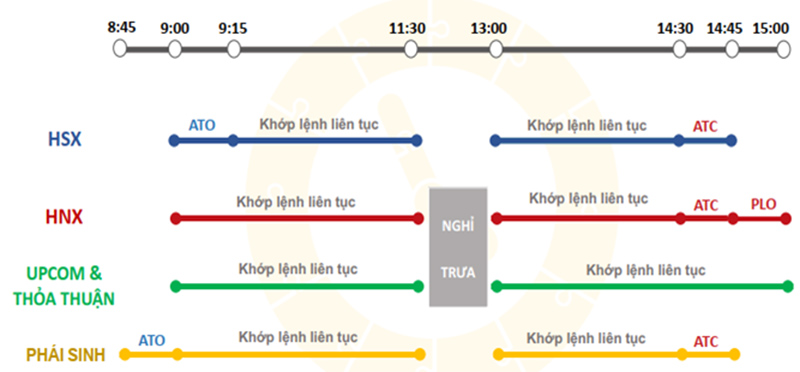 8:45 9:00 9:15 11:30 13:00 14:30 14:45 15:00
HSX ATO Khớp lệnh liên tục Khớp lệnh liên tục ATC
HNX Khớp lệnh liên tục Khớp lệnh liên tục ATC PLO
NGHỈ
TRƯA
UPCOM &
THỎA THUẬN
Khớp lệnh liên tục Khớp lệnh liên tục
PHÁI SINH ATO Khớp lệnh liên tục Khớp lệnh liên tục ATC